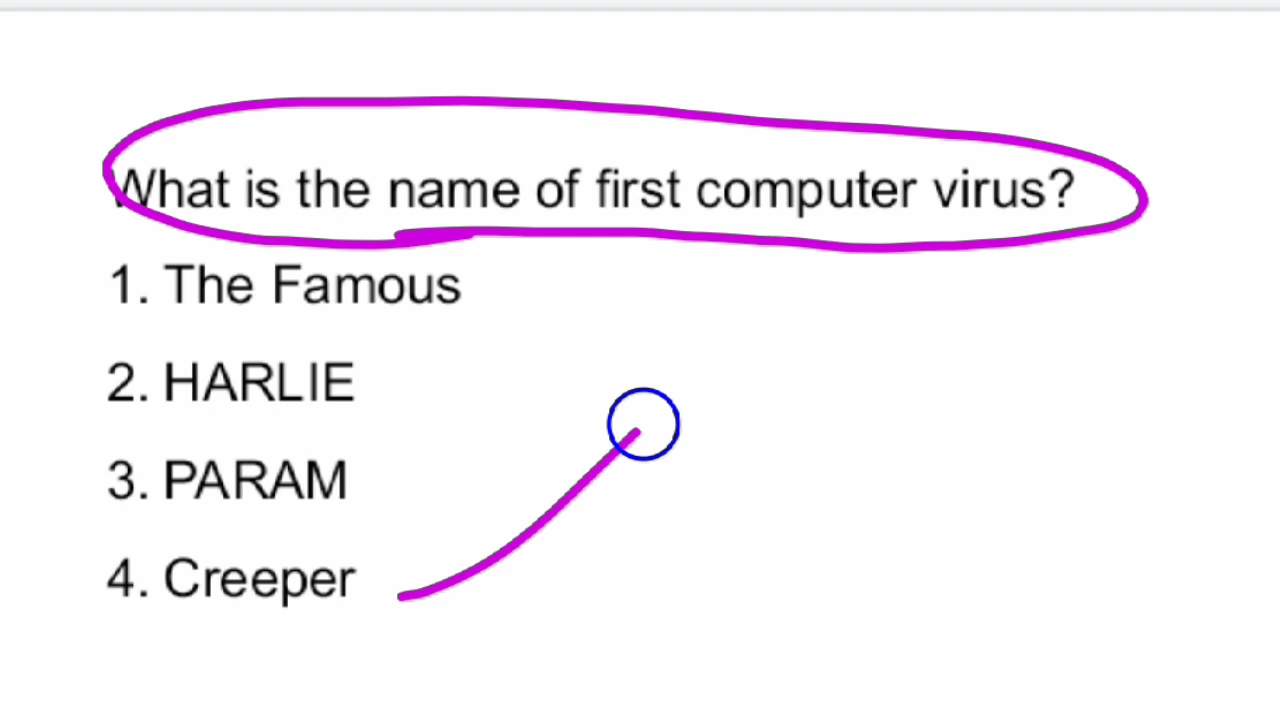 What is the name of first computer virus?
1. The Famous
2. HARLIE
3. PARAM
4. Creeper